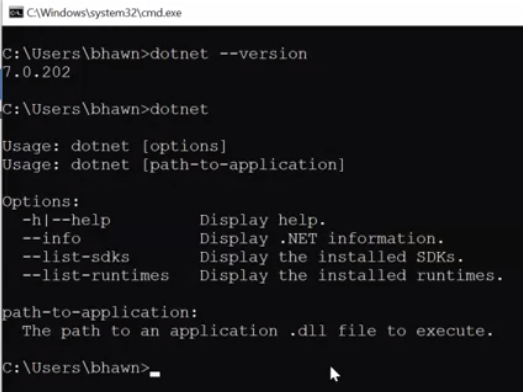 C:\Windows\system32\cmd.exe
C:\Users\bhawn>dotnet --version
7.0.202
C:\Users\bhawn>dotnet
Usage: dotnet [options]
Usage: dotnet [path-to-application]
Options:
-h|--help Display help.
--info Display .NET information.
--list-sdks Display the installed SDKs.
--list-runtimes Display the installed runtimes.
path-to-application:
The path to an application .dll file to execute.
C:\Users\bhawn>